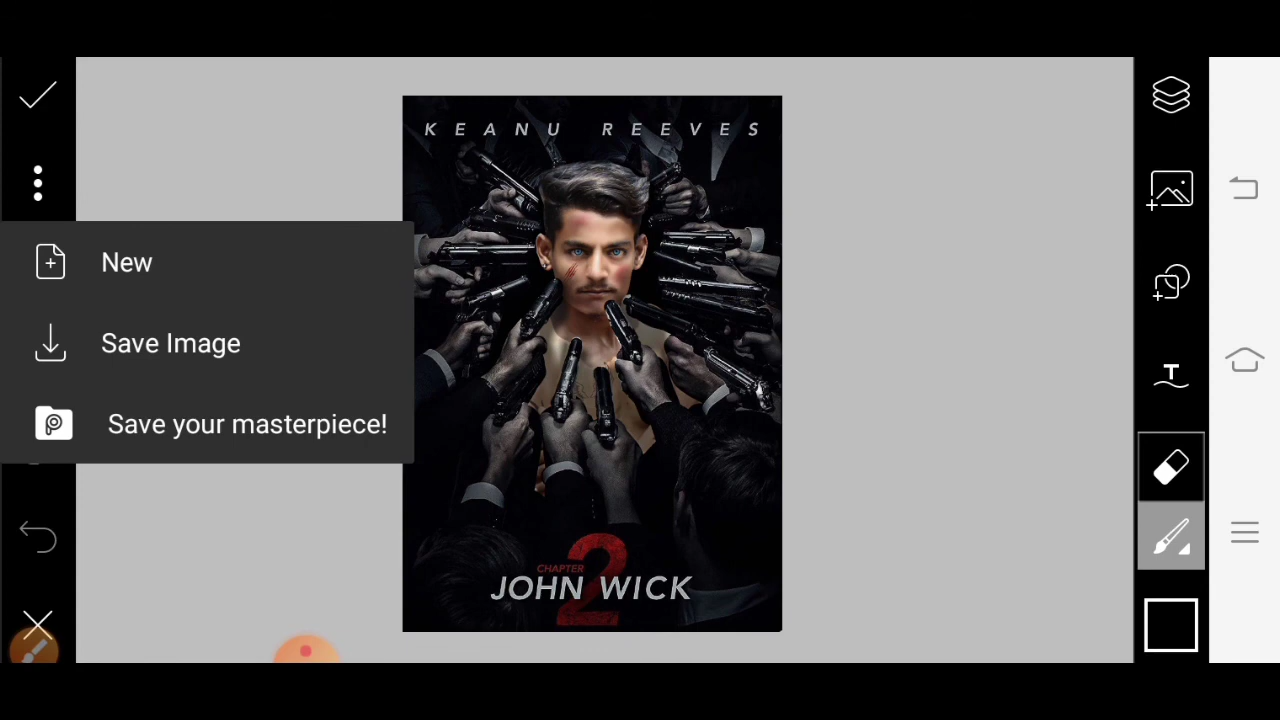 KEANU REEVES
New
Save Image
Save your masterpiece!
CHAPTER
2
JOHN WICK
T